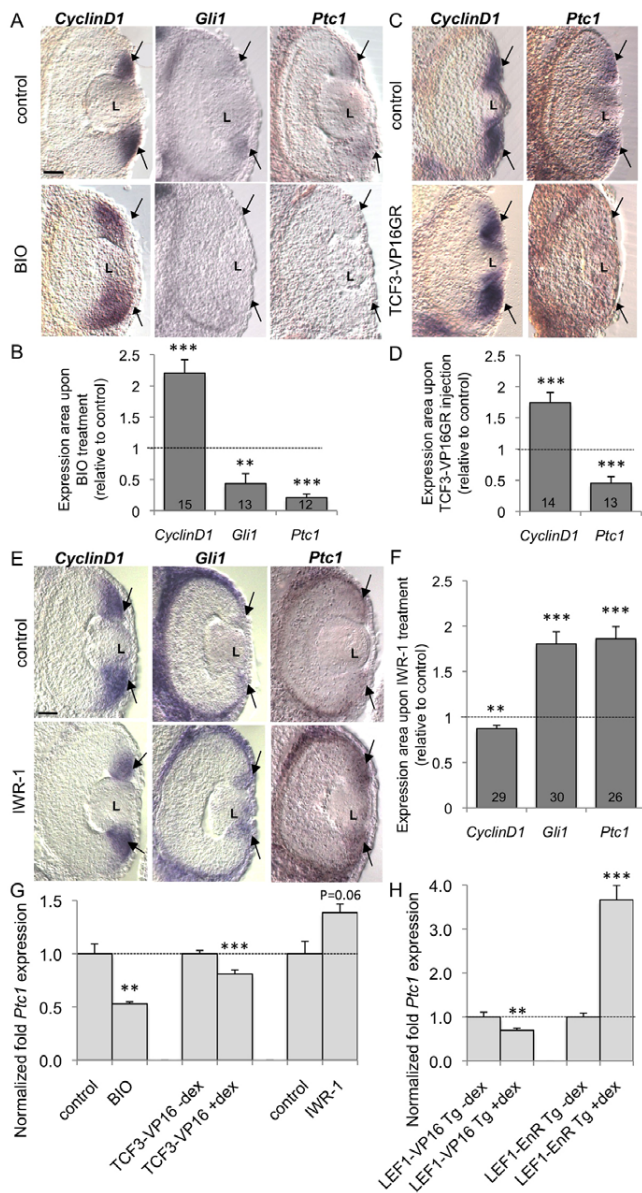 A
CyclinD1 Gli1 Ptc1
control
L L L
BIO
L L L
C
CyclinD1 Ptc1
control
L L
TCF3-VP16GR
L L
B
Expression area upon
BIO treatment
(relative to control)
2.5
2
1.5
1
0.5
0
*** ** ***
15 13 12
CyclinD1 Gli1 Ptc1
D
Expression area upon
TCF3-VP16GR injection
(relative to control)
2.5
2
1.5
1
0.5
0
*** ***
14 13
CyclinD1 Ptc1
E
CyclinD1 Gli1 Ptc1
control
L L L
IWR-1
L L L
F
Expression area upon IWR-1 treatment
(relative to control)
2.5
2
1.5
1
0.5
0
** *** ***
29 30 26
CyclinD1 Gli1 Ptc1
G
Normalized fold Ptc1 expression
1.5
1.0
0.5
0.0
** *** P=0.06
control
BIO
TCF3-VP16 -dex
TCF3-VP16 +dex
control
IWR-1
H
Normalized fold Ptc1 expression
4.0
3.0
2.0
1.0
0.0
** ***
LEF1-VP16 Tg -dex
LEF1-VP16 Tg +dex
LEF1-EnR Tg -dex
LEF1-EnR Tg +dex